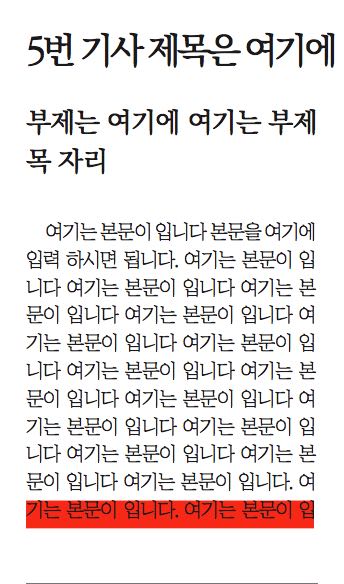 5번 기사 제목은 여기에
부제는 여기에 여기는 부제
목 자리
여기는 본문이 입니다 본문을 여기에
입력 하시면 됩니다. 여기는 본문이 입
니다 여기는 본문이 입니다 여기는 본
문이 입니다 여기는 본문이 입니다 여
기는 본문이 입니다 여기는 본문이 입
니다 여기는 본문이 입니다 여기는 본
문이 입니다 여기는 본문이 입니다 여
기는 본문이 입니다 여기는 본문이 입
니다 여기는 본문이 입니다 여기는 본
문이 입니다 여기는 본문이 입니다. 여
기는 본문이 입니다. 여기는 본문이 입